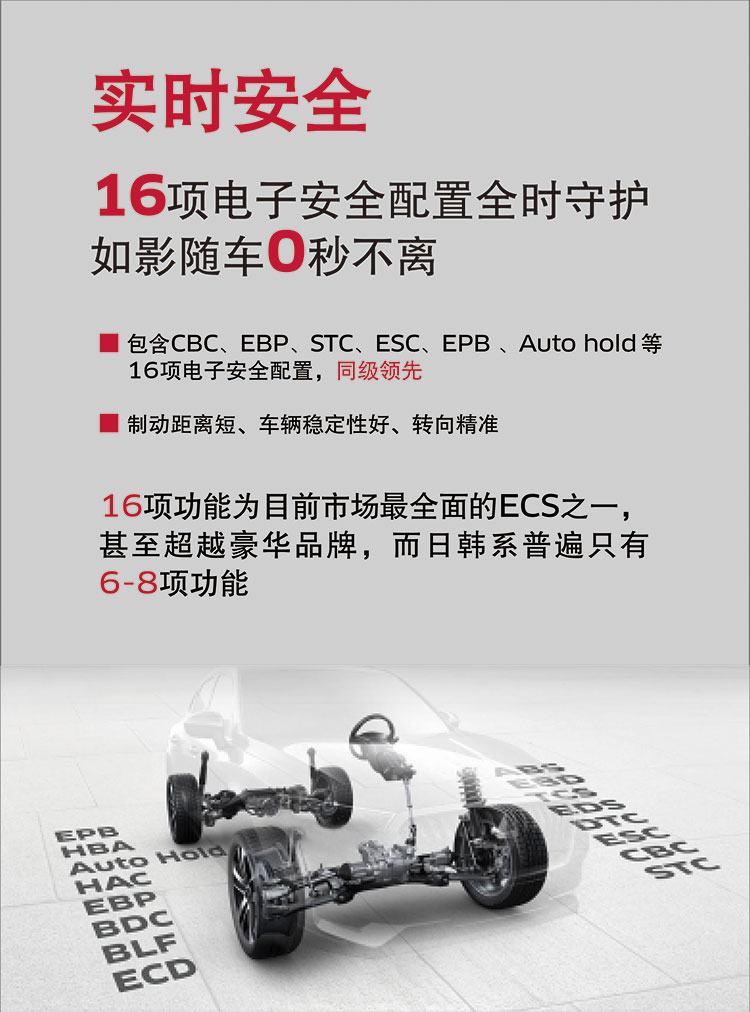 实时安全
16项电子安全配置全时守护
如影随车0秒不离
包含CBC、EBP、STC、ESC、EPB 、Auto hold等
16项电子安全配置，同级领先
制动距离短、车辆稳定性好、转向精准
16项功能为目前市场最全面的ECS之一，
甚至超越豪华品牌，而日韩系普遍只有
6-8项功能
EPB
HBA
Auto Hold
HAC
EBP
BDC
BLF
ECD
ABS
EBD
TCS
EDS
DTC
ESC
CBC
STC